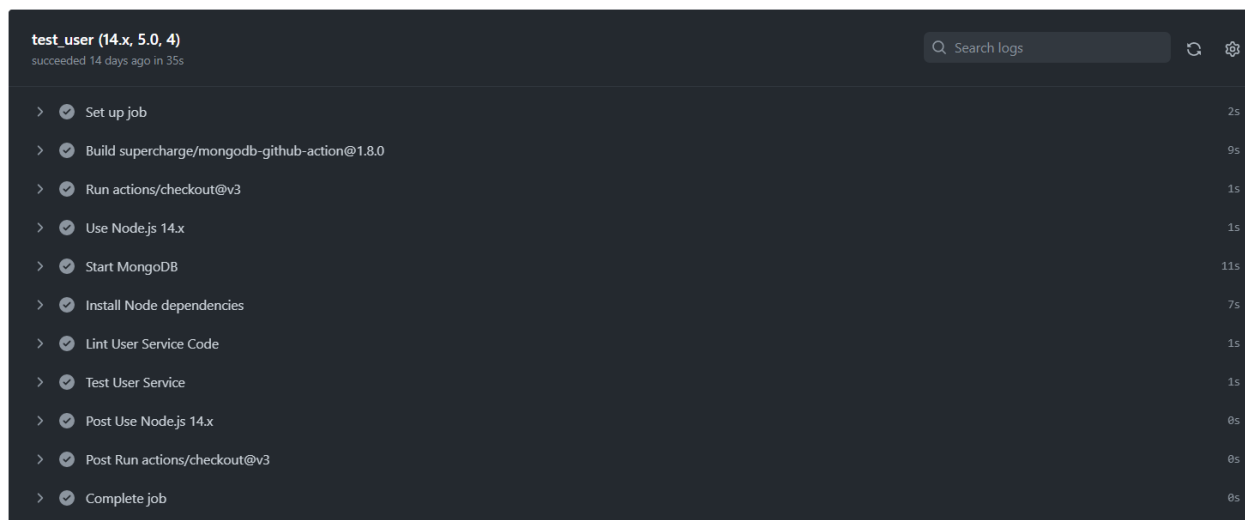 test_user (14.x, 5.0, 4)
succeeded 14 days ago in 35s
Search logs
Set up job 2s
Build supercharge/mongodb-github-action@1.8.0 9s
Run actions/checkout@v3 1s
Use Node.js 14.x 1s
Start MongoDB 11s
Install Node dependencies 7s
Lint User Service Code 1s
Test User Service 1s
Post Use Node.js 14.x 0s
Post Run actions/checkout@v3 0s
Complete job 0s